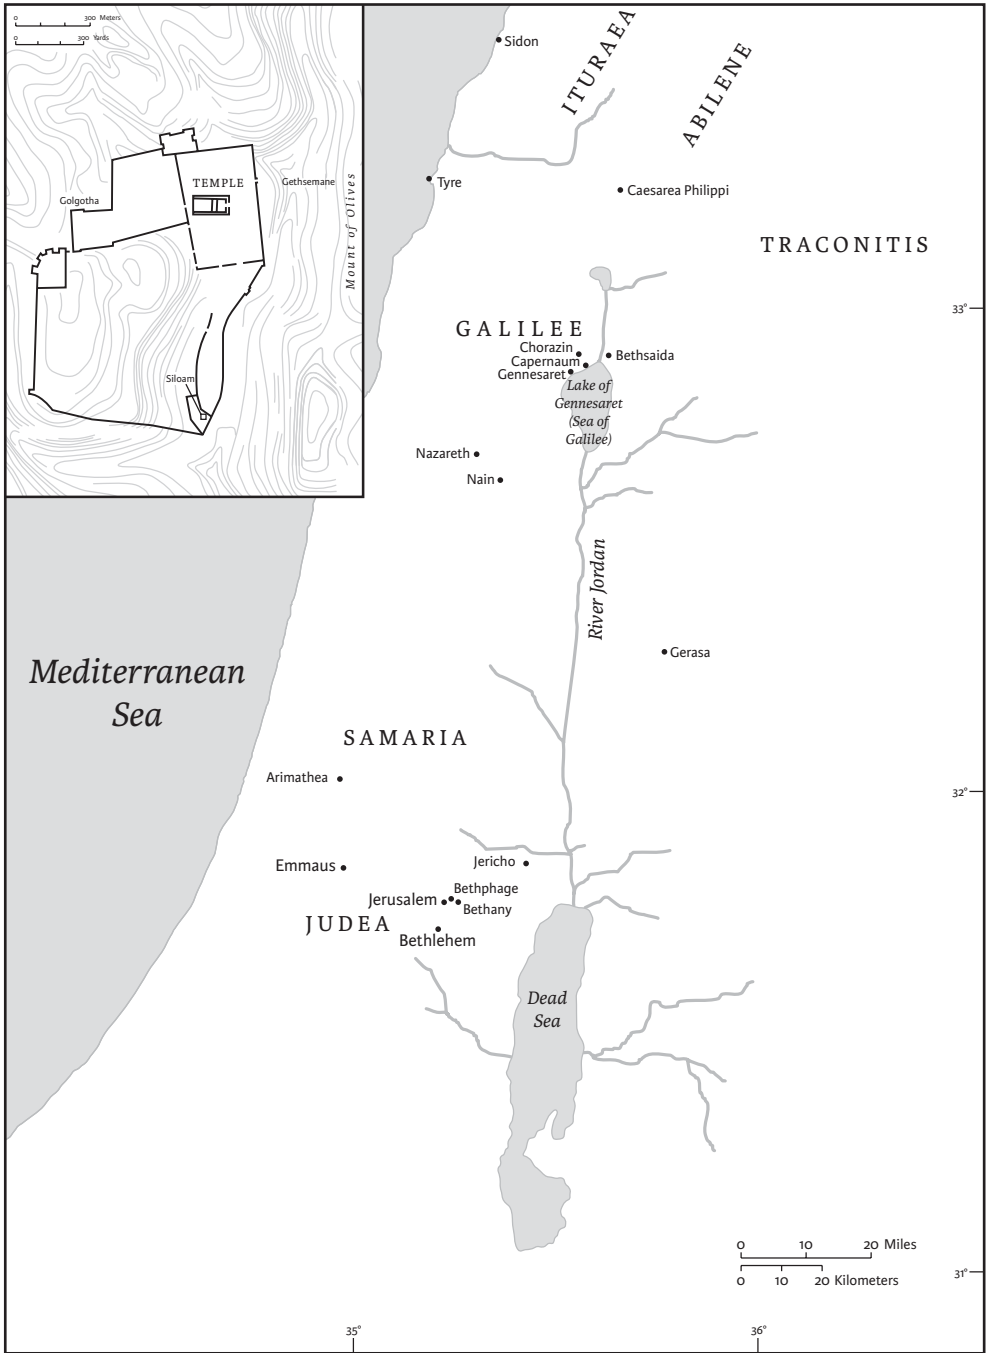 0 300 Meters
0 300 Yards
TEMPLE
Gethsemane
Golgotha
Mount of Olives
Siloam
Sidon
ITURAEA
ABILENE
Tyre
Caesarea Philippi
TRACONITIS
33°
GALILEE
Chorazin
Capernaum
Bethsaida
Gennesaret
Lake of
Gennesaret
(Sea of
Galilee)
Nazareth
Nain
River Jordan
Gerasa
Mediterranean
Sea
SAMARIA
Arimathea
32°
Emmaus
Jericho
Bethphage
Jerusalem
Bethany
JUDEA
Bethlehem
Dead
Sea
0 10 20 Miles
0 10 20 Kilometers
31°
35° 36°